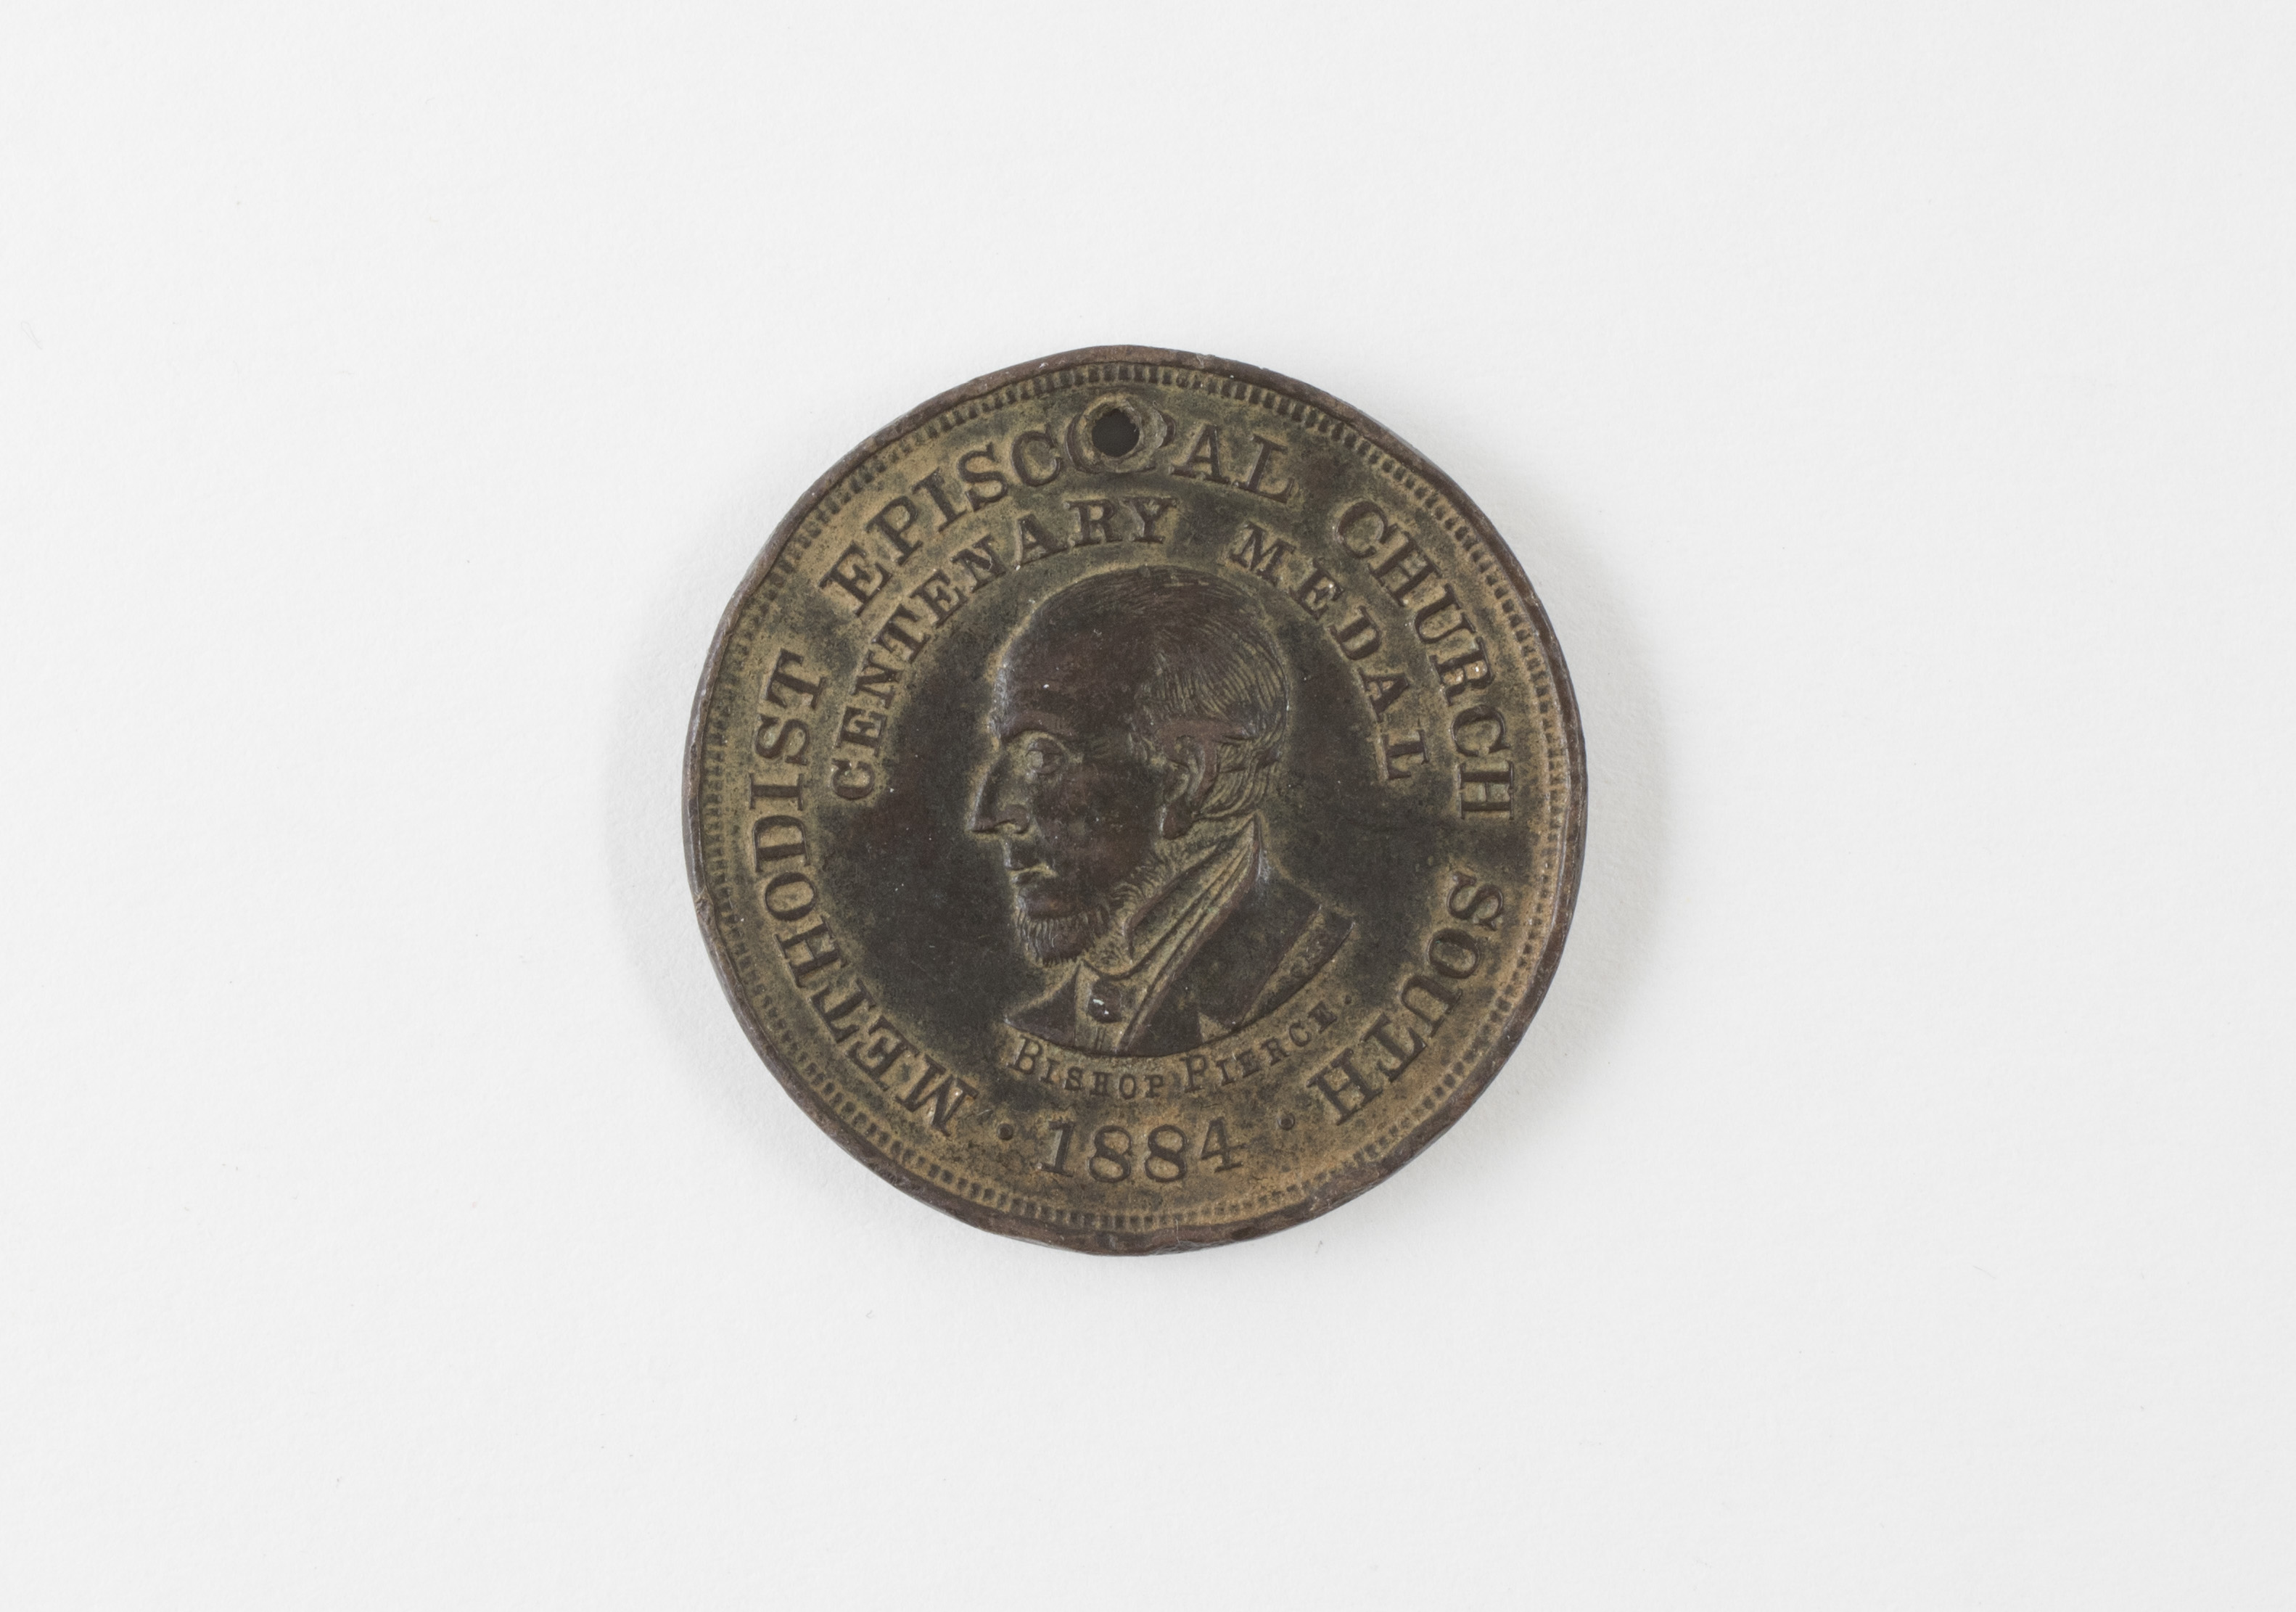 METHODIST EPISCOPAL CHURCH SOUTH
CENTENARY MEDAL
BISHOP PIERCE.
· 1884 ·